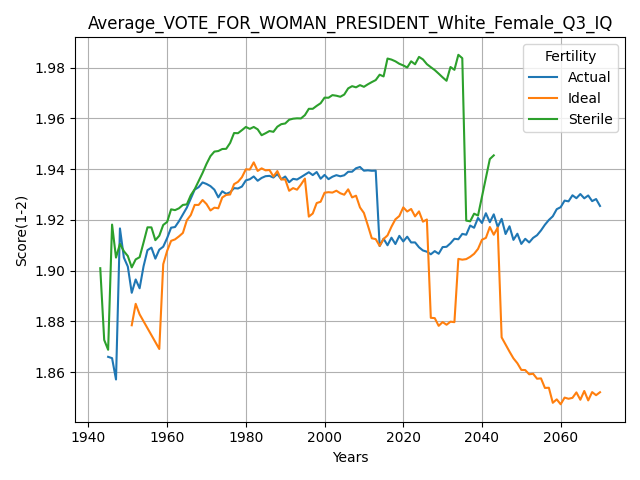 Average_VOTE_FOR_WOMAN_PRESIDENT_White_Female_Q3_IQ
Fertility
Actual
Ideal
Sterile
Score(1-2)
1.98
1.96
1.94
1.92
1.90
1.88
1.86
1940 1960 1980 2000 2020 2040 2060
Years